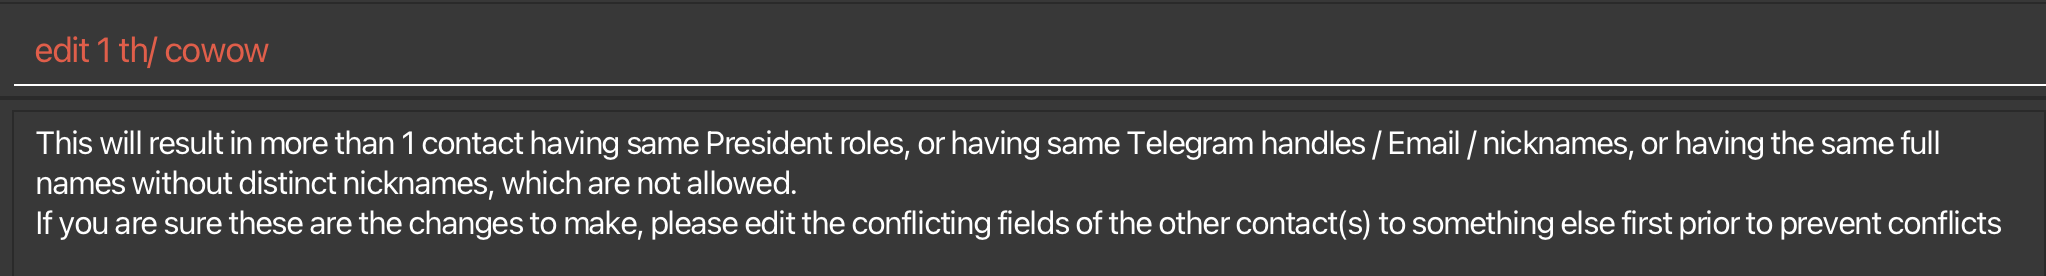 edit 1 th/ cowow
This will result in more than 1 contact having same President roles, or having same Telegram handles / Email / nicknames, or having the same full
names without distinct nicknames, which are not allowed.
If you are sure these are the changes to make, please edit the conflicting fields of the other contact(s) to something else first prior to prevent conflicts